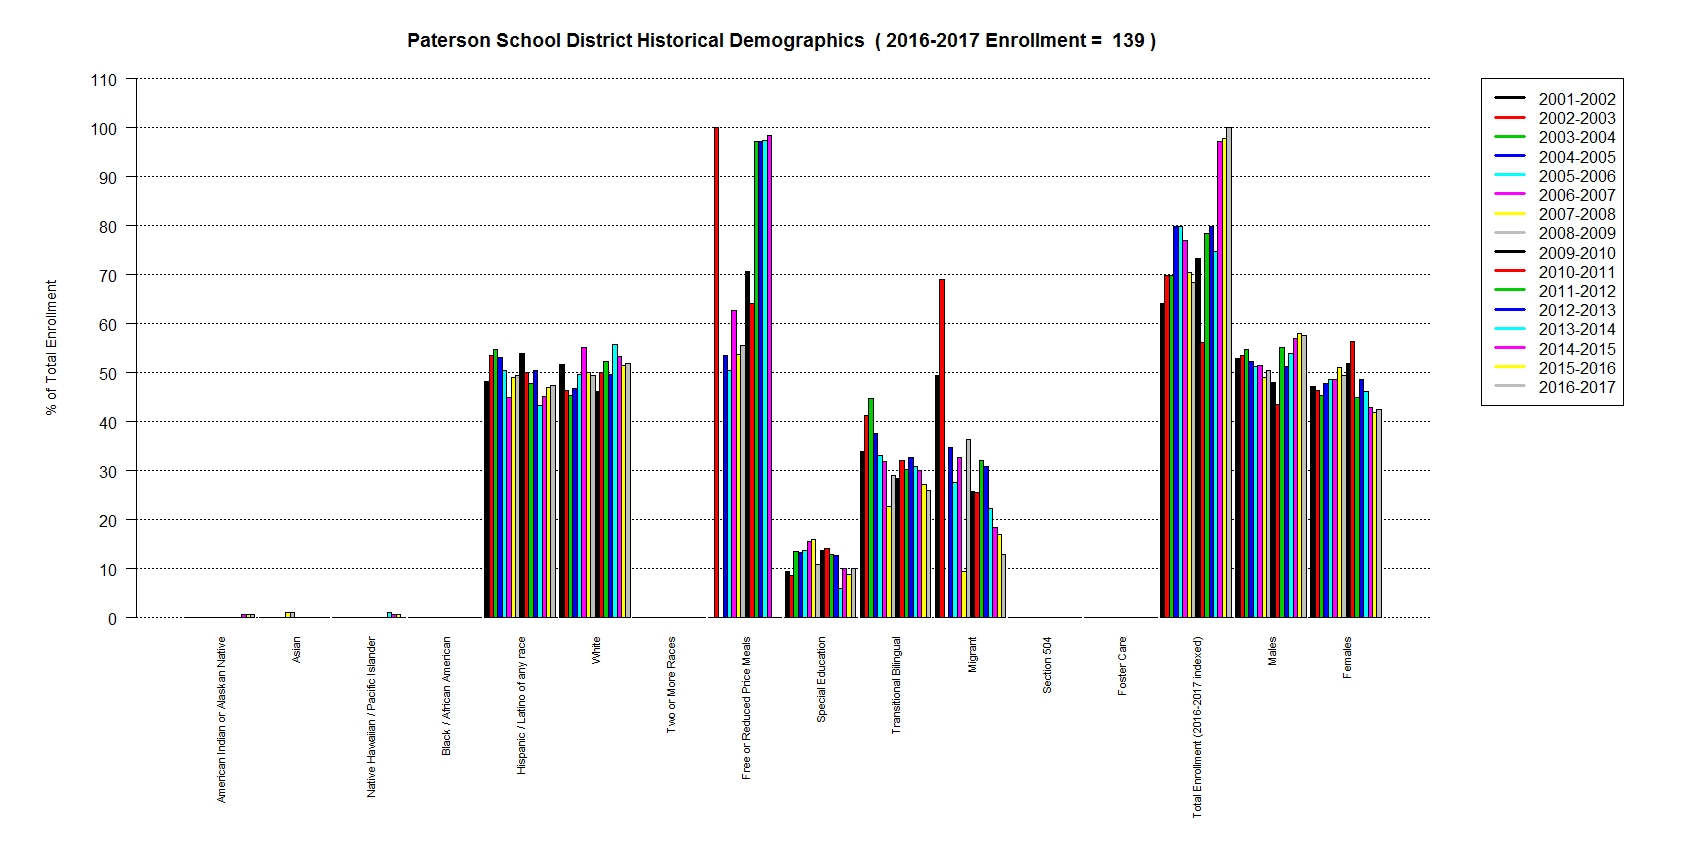 Paterson School District Historical Demographics ( 2016-2017 Enrollment = 139 )
% of Total Enrollment
110
100
90
80
70
60
50
40
30
20
10
0
American Indian or Alaskan Native
Asian
Native Hawaiian / Pacific Islander
Black / African American
Hispanic / Latino of any race
White
Two or More Races
Free or Reduced Price Meals
Special Education
Transitional Bilingual
Migrant
Section 504
Foster Care
Total Enrollment (2016-2017 indexed)
Males
Females
2001-2002
2002-2003
2003-2004
2004-2005
2005-2006
2006-2007
2007-2008
2008-2009
2009-2010
2010-2011
2011-2012
2012-2013
2013-2014
2014-2015
2015-2016
2016-2017